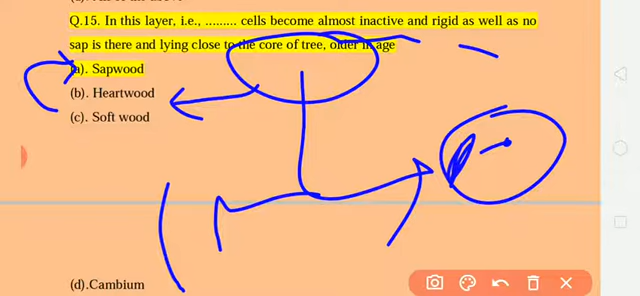 Q.15. In this layer, i.e., ......... cells become almost inactive and rigid as well as no
sap is there and lying close to the core of tree, older in age
(a). Sapwood
(b). Heartwood
(c). Soft wood
(d).Cambium